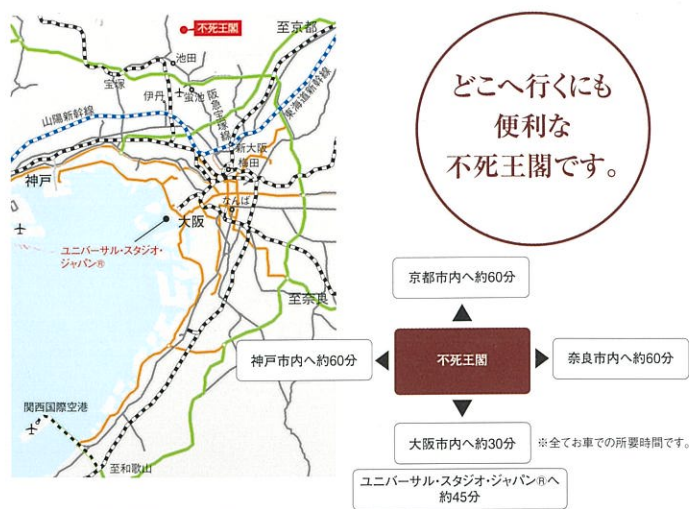 不死王閣
至京都
池田
宝塚
伊丹
蛍池
阪急宝塚線
東海道新幹線
山陽新幹線
新大阪
梅田
神戸
なんば
大阪
ユニバーサル・スタジオ・
ジャパン®
至奈良
関西国際空港
至和歌山
どこへ行くにも
便利な
不死王閣です。
京都市内へ約60分
神戸市内へ約60分
不死王閣
奈良市内へ約60分
大阪市内へ約30分
※全てお車での所要時間です。
ユニバーサル・スタジオ・ジャパン®へ
約45分